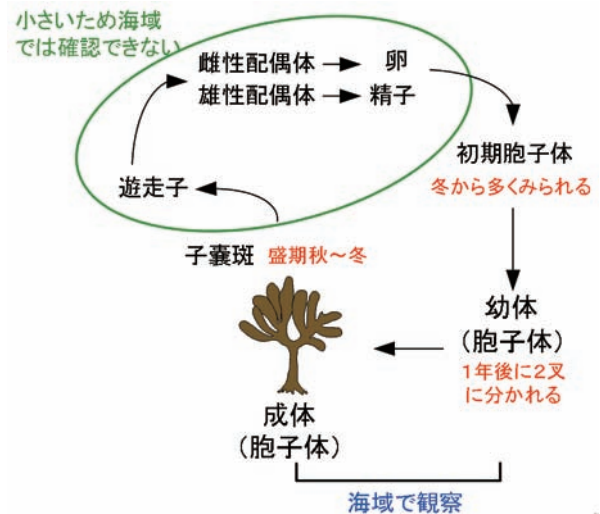 小さいため海域
では確認できない
雌性配偶体 卵
雄性配偶体 精子
初期胞子体
冬から多くみられる
遊走子
子嚢斑 盛期秋～冬
幼体
（胞子体）
1年後に2叉
に分かれる
成体
（胞子体）
海域で観察